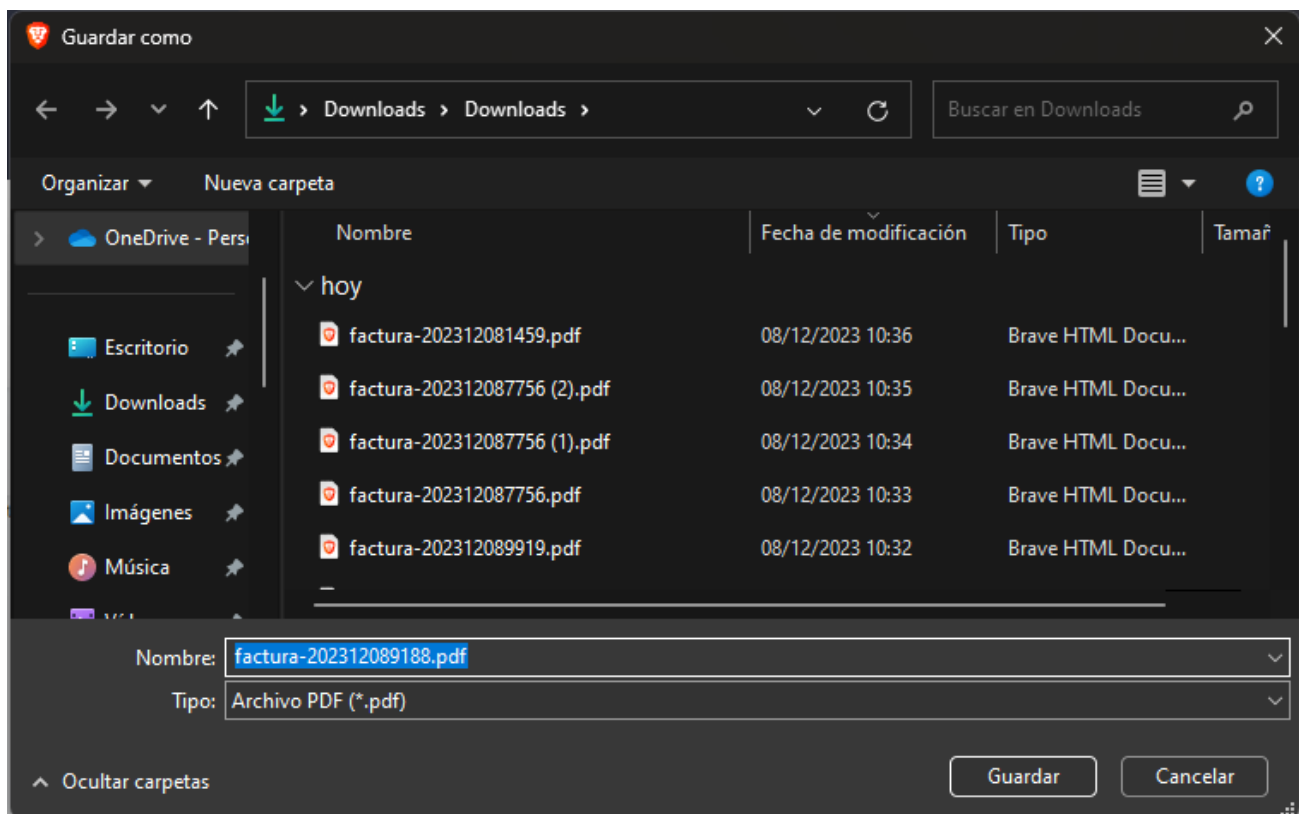 Guardar como
Downloads > Downloads >
Buscar en Downloads
Organizar
Nueva carpeta
OneDrive - Pers
Nombre
Fecha de modificación
Tipo
Tamañ
hoy
Escritorio
Downloads
Documentos
Imágenes
Música
factura-202312081459.pdf 08/12/2023 10:36 Brave HTML Docu...
factura-202312087756 (2).pdf 08/12/2023 10:35 Brave HTML Docu...
factura-202312087756 (1).pdf 08/12/2023 10:34 Brave HTML Docu...
factura-202312087756.pdf 08/12/2023 10:33 Brave HTML Docu...
factura-202312089919.pdf 08/12/2023 10:32 Brave HTML Docu...
Nombre: factura-202312089188.pdf
Tipo: Archivo PDF (*.pdf)
Ocultar carpetas
Guardar
Cancelar